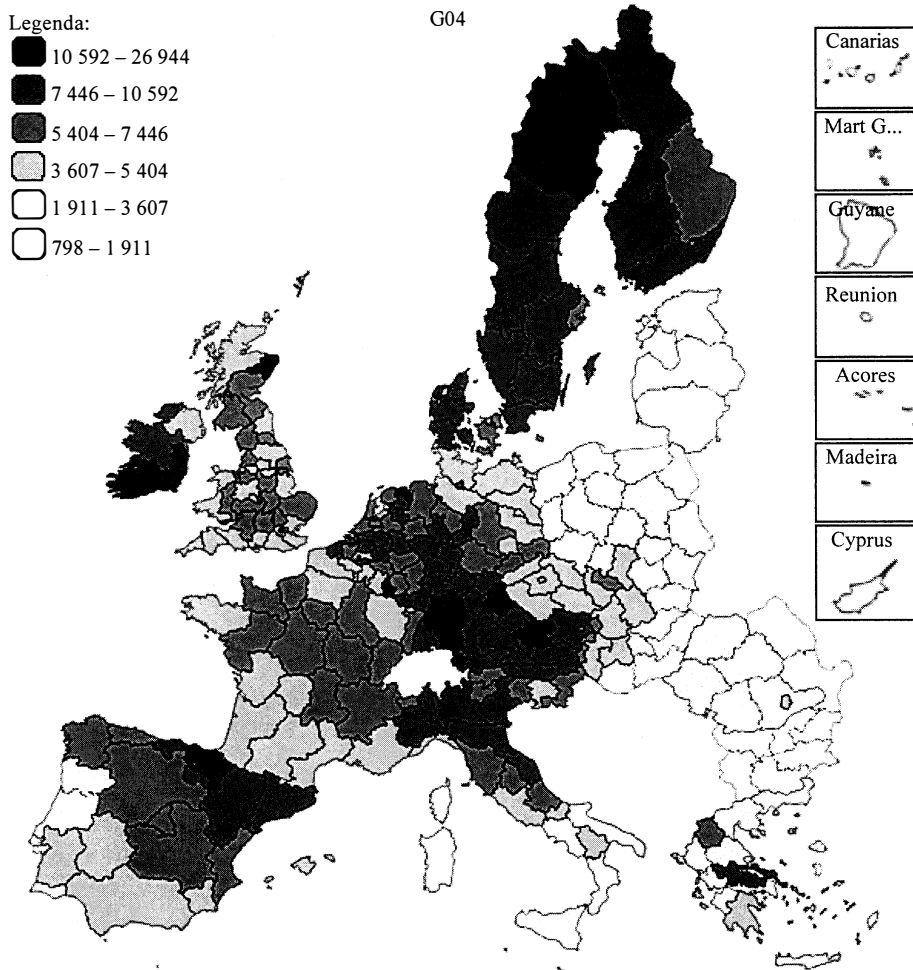 G04
Legenda:
10 592 – 26 944
7 446 – 10 592
5 404 – 7 446
3 607 – 5 404
1 911 – 3 607
798 – 1 911
Canarias
Mart G...
Guyane
Reunion
Acores
Madeira
Cyprus